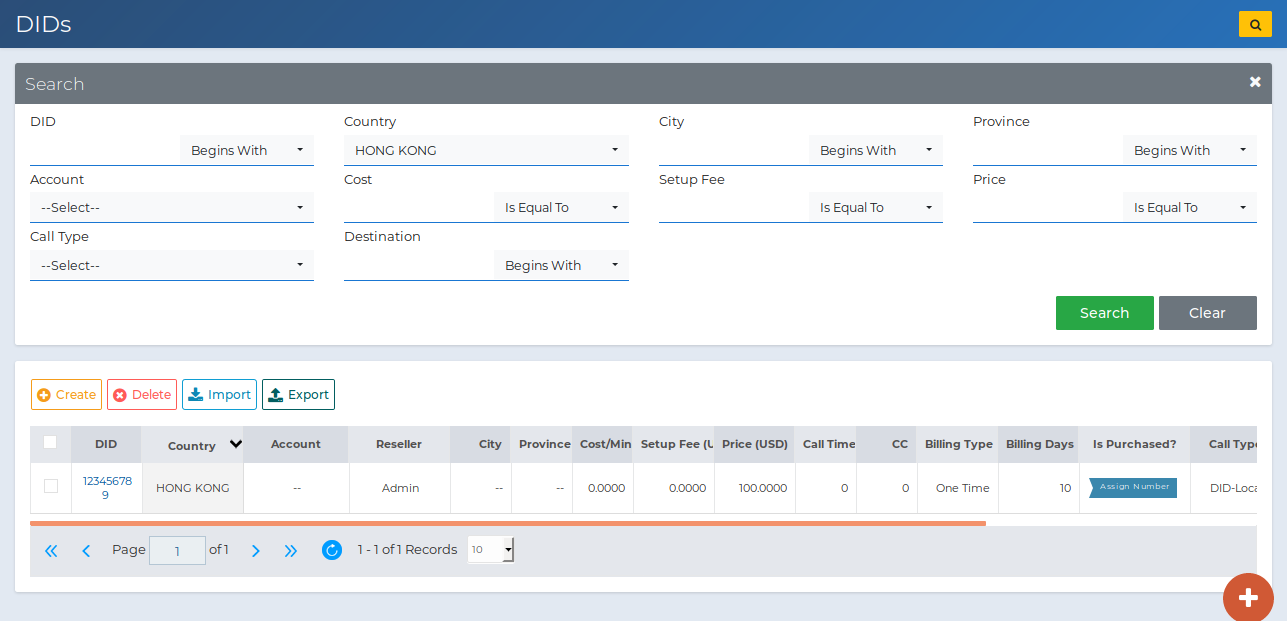 DIDs
Search
DID Country City Province
Begins With HONG KONG Begins With Begins With
Account Cost Setup Fee Price
--Select-- Is Equal To Is Equal To Is Equal To
Call Type Destination
--Select-- Begins With
Search Clear
Create Delete Import Export
DID Country Account Reseller City Province Cost/Min Setup Fee (U Price (USD) Call Time CC Billing Type Billing Days Is Purchased? Call Type
12345678
9
HONG KONG -- Admin -- -- 0.0000 0.0000 100.0000 0 0 One Time 10 Assign Number DID-Loca
Page 1 of 1 1 - 1 of 1 Records 10